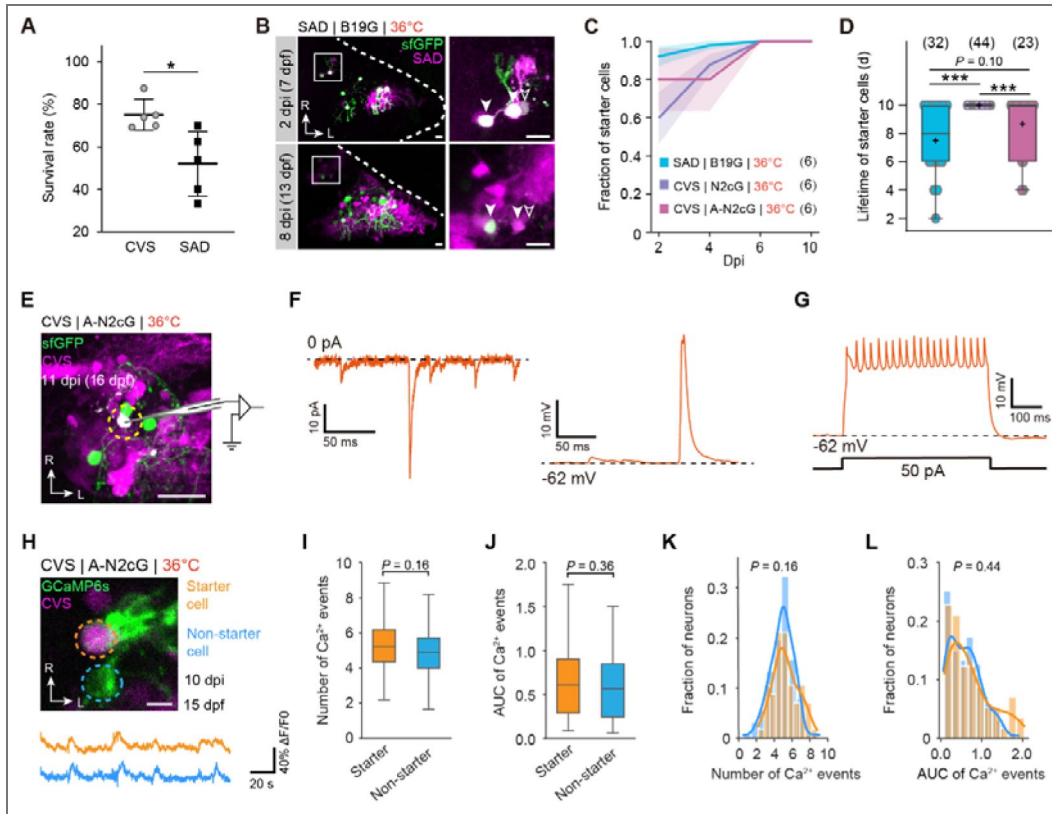 A
Survival rate (%)
100
80
60
40
20
*
CVS SAD
B
SAD | B19G | 36°C
sfGFP
SAD
2 dpi (7 dpf)
R
L
8 dpi (13 dpf)
R
L
C
Fraction of starter cells
1.0
0.8
0.6
0.4
0.2
0
SAD | B19G | 36°C (6)
CVS | N2cG | 36°C (6)
CVS | A-N2cG | 36°C (6)
2 4 6 8 10
Dpi
D
(32) (44) (23)
P = 0.10
*** ***
Lifetime of starter cells (d)
10
8
6
4
2
E
CVS | A-N2cG | 36°C
sfGFP
CVS
11 dpi (16 dpf)
R
L
F
0 pA
10 pA
50 ms
10 mV
50 ms
-62 mV
G
10 mV
100 ms
-62 mV
50 pA
H
CVS | A-N2cG | 36°C
GCaMP6s
CVS
Starter
cell
Non-starter
cell
R
L
10 dpi
15 dpf
40% ΔF/F0
20 s
I
Number of Ca²⁺ events
10
8
6
4
2
0
P = 0.16
Starter
Non-starter
J
AUC of Ca²⁺ events
2.0
1.5
1.0
0.5
0
P = 0.36
Starter
Non-starter
K
Fraction of neurons
0.3
0.2
0.1
0
P = 0.16
0 2 4 6 8 10
Number of Ca²⁺ events
L
Fraction of neurons
0.3
0.2
0.1
0
P = 0.44
0.0 1.0 2.0
AUC of Ca²⁺ events